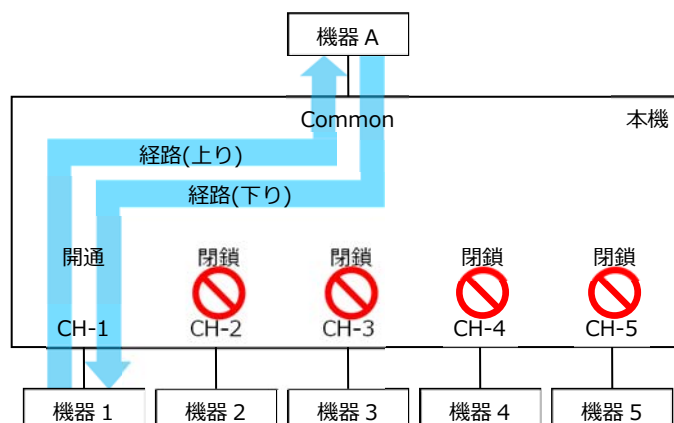 機器 A
Common
本機
経路(上り)
経路(下り)
開通
閉鎖
閉鎖
閉鎖
閉鎖
CH-1
CH-2
CH-3
CH-4
CH-5
機器 1
機器 2
機器 3
機器 4
機器 5